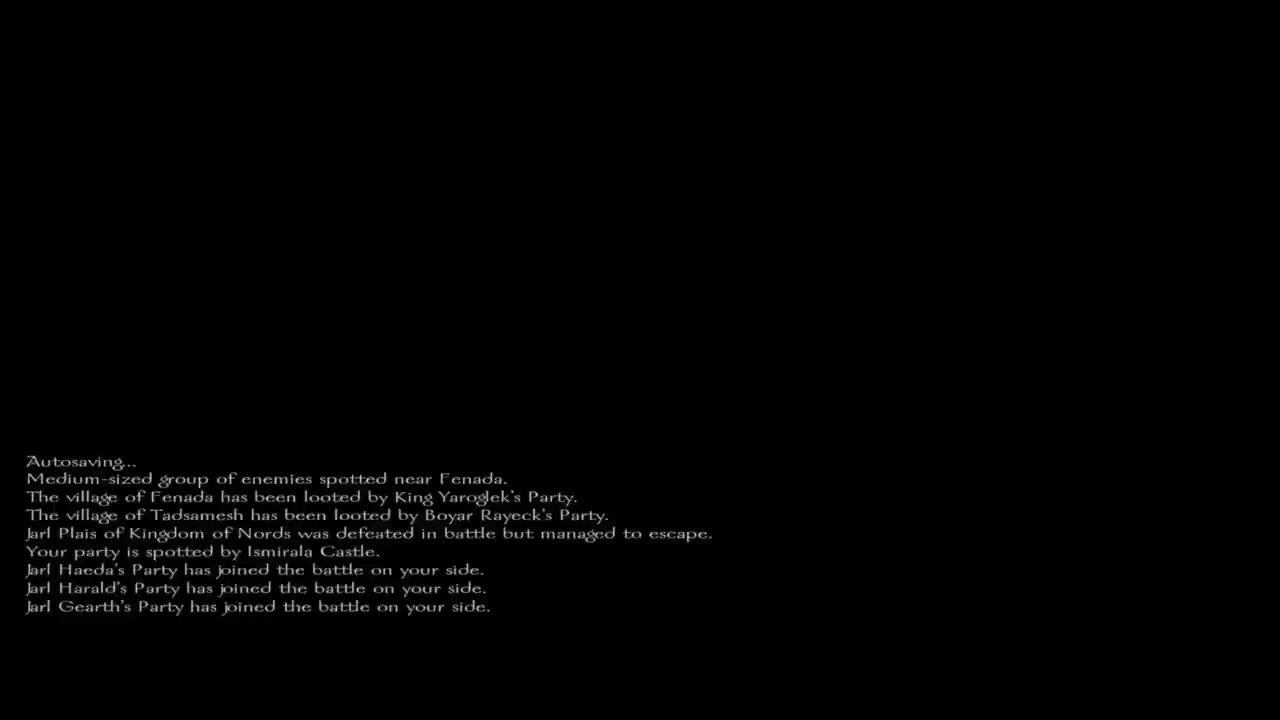 Autosaving...
Medium-sized group of enemies spotted near Fenada.
The village of Fenada has been looted by King Yaroglek's Party.
The village of Tadsamesh has been looted by Boyar Rayeck's Party.
Jarl Plais of Kingdom of Nords was defeated in battle but managed to escape.
Your party is spotted by Ismirala Castle.
Jarl Haeda's Party has joined the battle on your side.
Jarl Harald's Party has joined the battle on your side.
Jarl Gearth's Party has joined the battle on your side.